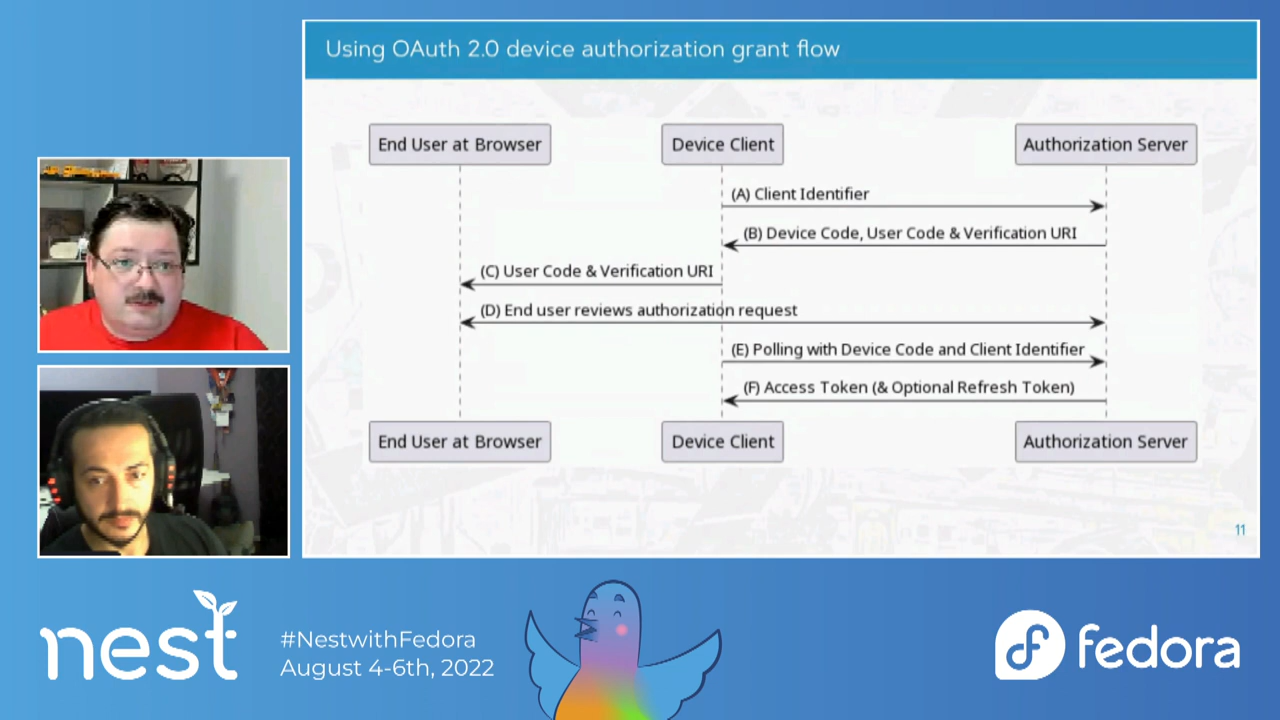 Using OAuth 2.0 device authorization grant flow
End User at Browser
Device Client
Authorization Server
(A) Client Identifier
(B) Device Code, User Code & Verification URI
(C) User Code & Verification URI
(D) End user reviews authorization request
(E) Polling with Device Code and Client Identifier
(F) Access Token (& Optional Refresh Token)
End User at Browser
Device Client
Authorization Server
11
nest
#NestwithFedora
August 4-6th, 2022
fedora